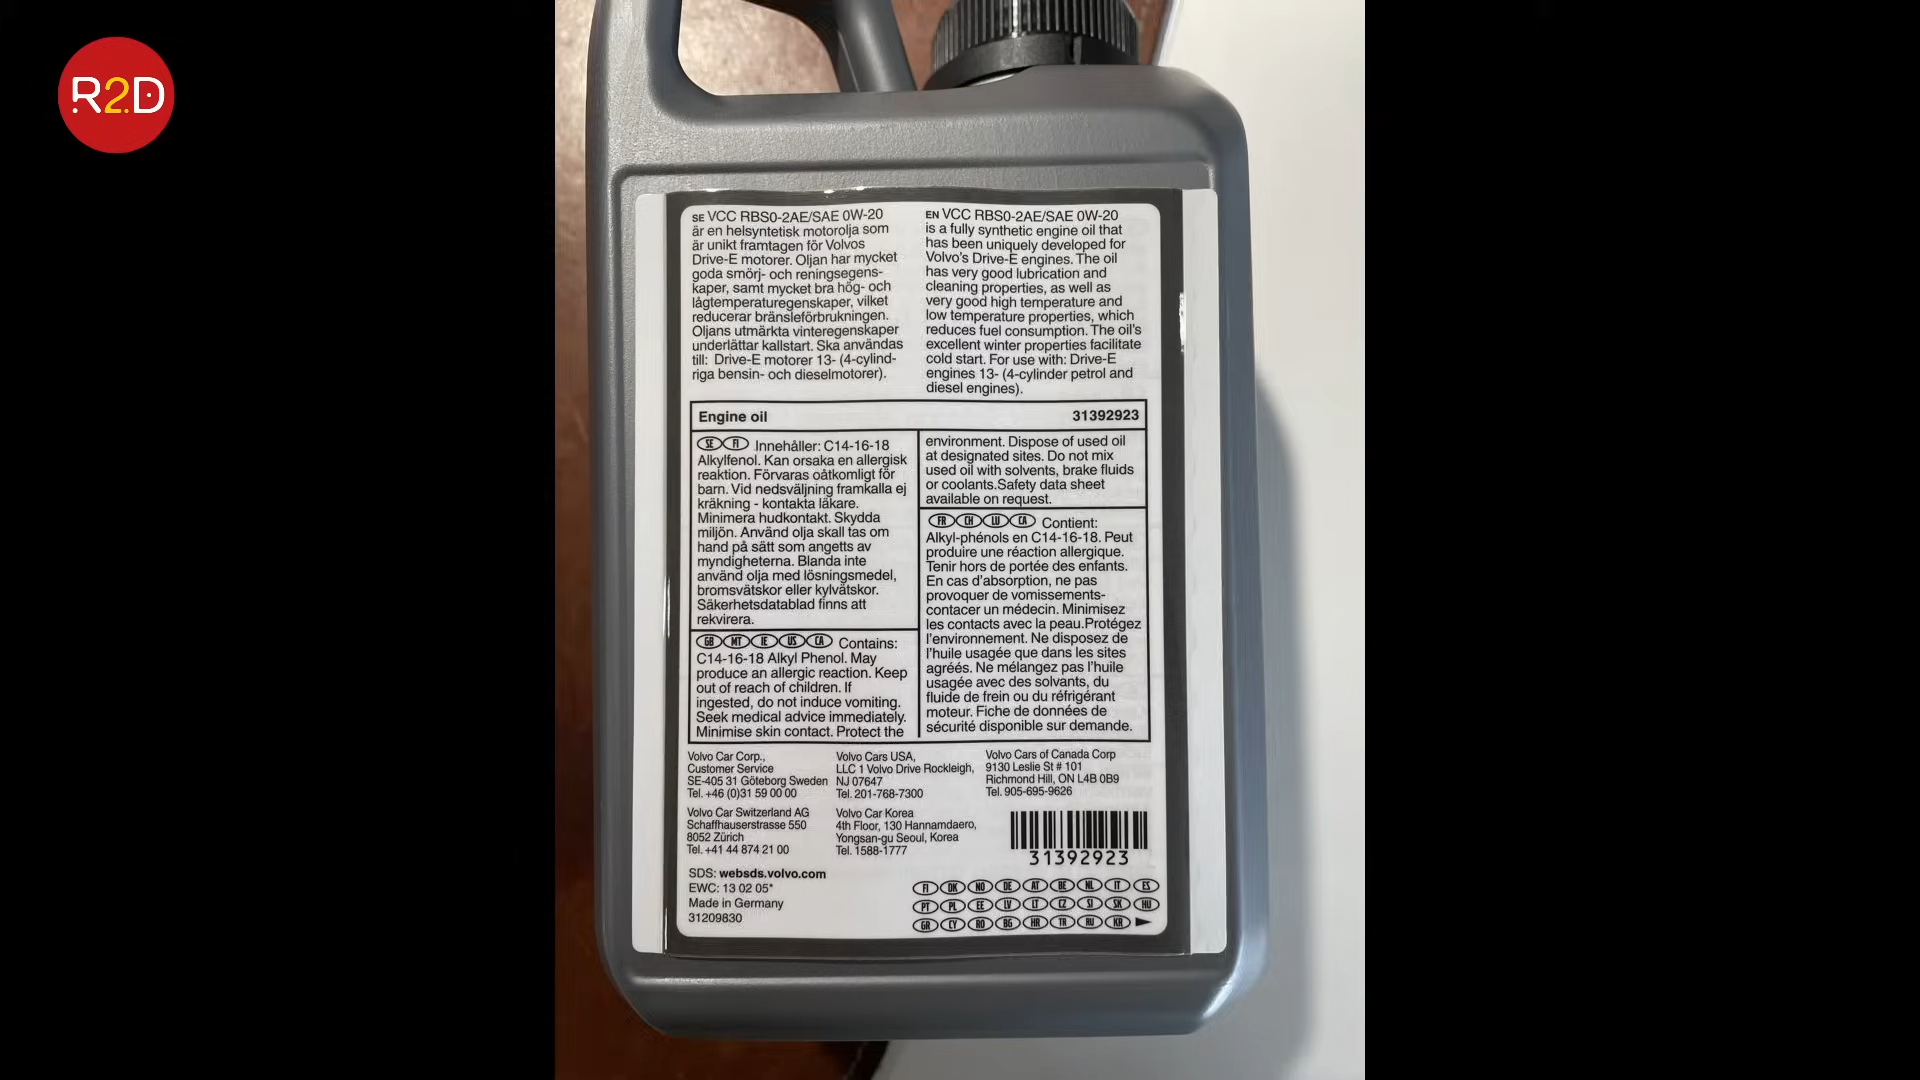 R2D
SE VCC RBS0-2AE/SAE 0W-20
är en helsyntetisk motorolja som
är unikt framtagen för Volvos
Drive-E motorer. Oljan har mycket
goda smörj- och reningsegens-
kaper, samt mycket bra hög- och
lågtemperaturegenskaper, vilket
reducerar bränsleförbrukningen.
Oljans utmärkta vinteregenskaper
underlättar kallstart. Ska användas
till: Drive-E motorer 13- (4-cylind-
riga bensin- och dieselmotorer).
EN VCC RBS0-2AE/SAE 0W-20
is a fully synthetic engine oil that
has been uniquely developed for
Volvo's Drive-E engines. The oil
has very good lubrication and
cleaning properties, as well as
very good high temperature and
low temperature properties, which
reduces fuel consumption. The oil's
excellent winter properties facilitate
cold start. For use with: Drive-E
engines 13- (4-cylinder petrol and
diesel engines).
Engine oil 31392923
SE FI Innehåller: C14-16-18
Alkylfenol. Kan orsaka en allergisk
reaktion. Förvaras oåtkomligt för
barn. Vid nedsväljning framkalla ej
kräkning - kontakta läkare.
Minimera hudkontakt. Skydda
miljön. Använd olja skall tas om
hand på sätt som angetts av
myndigheterna. Blanda inte
använd olja med lösningsmedel,
bromsvätskor eller kylvätskor.
Säkerhetsdatablad finns att
rekvirera.
GB MT IE US CA Contains:
C14-16-18 Alkyl Phenol. May
produce an allergic reaction. Keep
out of reach of children. If
ingested, do not induce vomiting.
Seek medical advice immediately.
Minimise skin contact. Protect the
environment. Dispose of used oil
at designated sites. Do not mix
used oil with solvents, brake fluids
or coolants.Safety data sheet
available on request.
FR CH LU CA Contient:
Alkyl-phénols en C14-16-18. Peut
produire une réaction allergique.
Tenir hors de portée des enfants.
En cas d'absorption, ne pas
provoquer de vomissements-
contacer un médecin. Minimisez
les contacts avec la peau.Protégez
l'environnement. Ne disposez de
l'huile usagée que dans les sites
agréés. Ne mélangez pas l'huile
usagée avec des solvants, du
fluide de frein ou du réfrigérant
moteur. Fiche de données de
sécurité disponible sur demande.
Volvo Car Corp.,
Customer Service
SE-405 31 Göteborg Sweden
Tel. +46 (0)31 59 00 00
Volvo Cars USA,
LLC 1 Volvo Drive Rockleigh,
NJ 07647
Tel. 201-768-7300
Volvo Cars of Canada Corp
9130 Leslie St # 101
Richmond Hill, ON L4B 0B9
Tel. 905-695-9626
Volvo Car Switzerland AG
Schaffhauserstrasse 550
8052 Zürich
Tel. +41 44 874 21 00
Volvo Car Korea
4th Floor, 130 Hannamdaero,
Yongsan-gu Seoul, Korea
Tel. 1588-1777
31392923
SDS: websds.volvo.com
EWC: 13 02 05*
Made in Germany
31209830
FI DK NO DE AT BE NL IT ES
PT PL EE LV LT CZ SI SK HU
GR CY RO BG HR TR RU KR